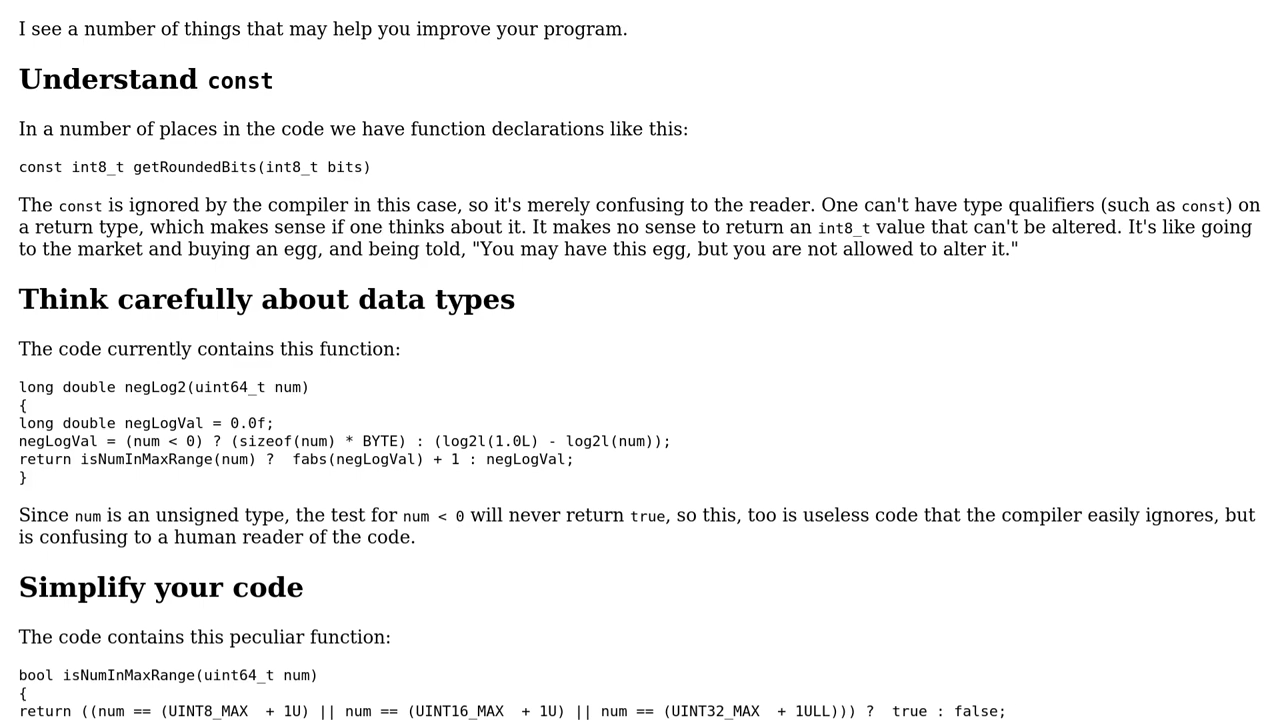 I see a number of things that may help you improve your program.
Understand const
In a number of places in the code we have function declarations like this:
const int8_t getRoundedBits(int8_t bits)
The const is ignored by the compiler in this case, so it's merely confusing to the reader. One can't have type qualifiers (such as const) on
a return type, which makes sense if one thinks about it. It makes no sense to return an int8_t value that can't be altered. It's like going
to the market and buying an egg, and being told, "You may have this egg, but you are not allowed to alter it."
Think carefully about data types
The code currently contains this function:
long double negLog2(uint64_t num)
{
long double negLogVal = 0.0f;
negLogVal = (num < 0) ? (sizeof(num) * BYTE) : (log2l(1.0L) - log2l(num));
return isNumInMaxRange(num) ?  fabs(negLogVal) + 1 : negLogVal;
}
Since num is an unsigned type, the test for num < 0 will never return true, so this, too is useless code that the compiler easily ignores, but
is confusing to a human reader of the code.
Simplify your code
The code contains this peculiar function:
bool isNumInMaxRange(uint64_t num)
{
return ((num == (UINT8_MAX  + 1U) || num == (UINT16_MAX  + 1U) || num == (UINT32_MAX  + 1ULL))) ?  true : false;